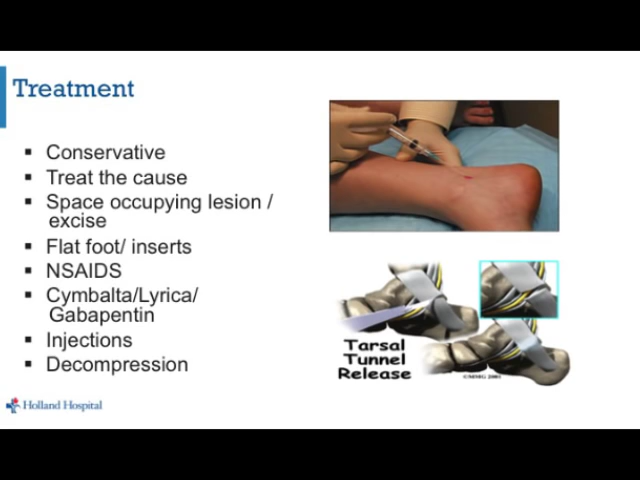 Treatment
▪ Conservative
▪ Treat the cause
▪ Space occupying lesion /
excise
▪ Flat foot/ inserts
▪ NSAIDS
▪ Cymbalta/Lyrica/
Gabapentin
▪ Injections
▪ Decompression
Tarsal
Tunnel
Release
Holland Hospital